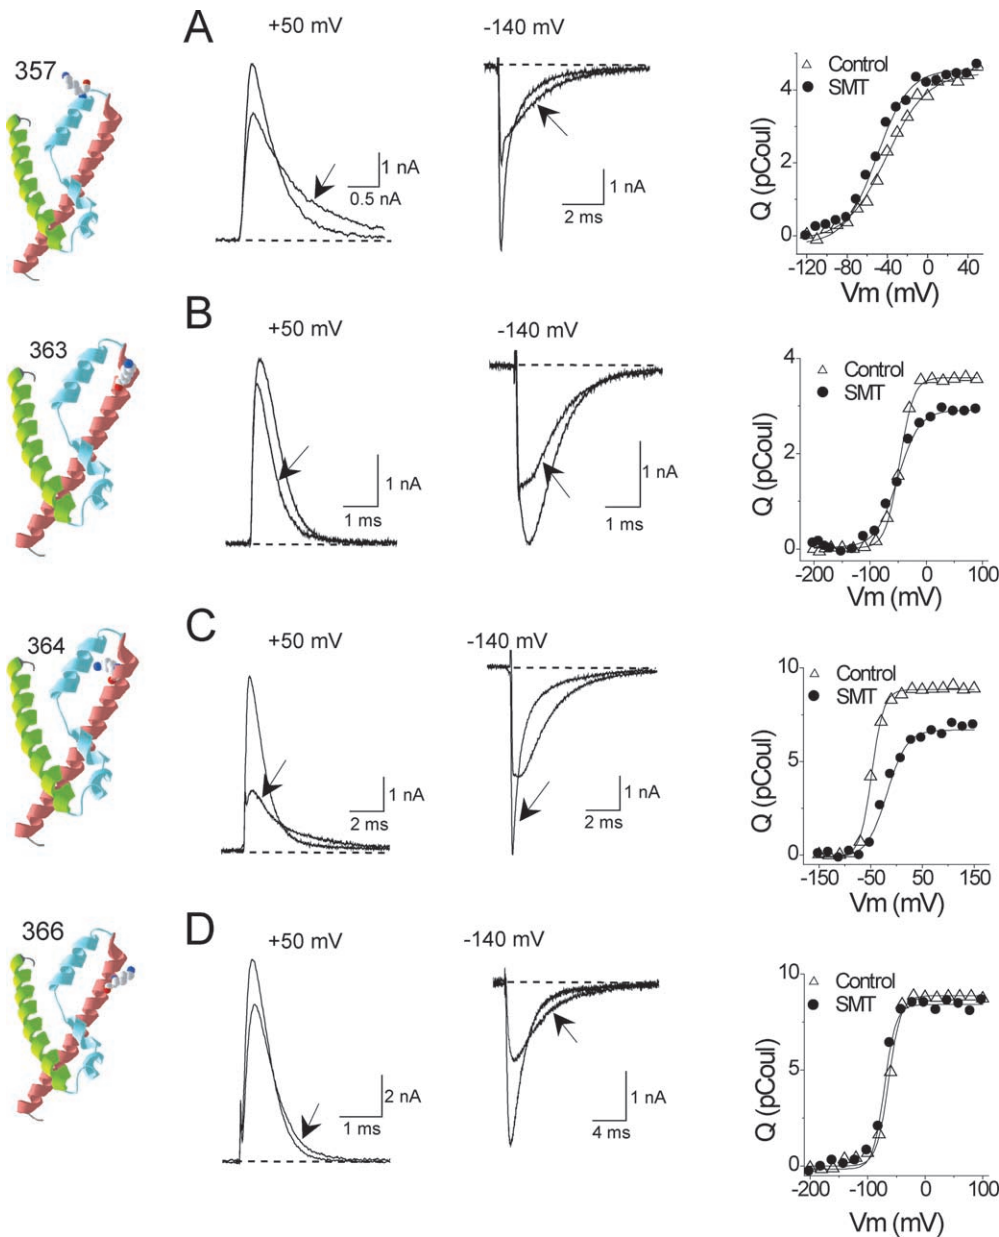 A
357
+50 mV
-140 mV
1 nA
0.5 nA
1 nA
2 ms
Control
SMT
Q (pCoul)
4
2
0
-120 -80 -40 0 40
Vm (mV)
B
363
+50 mV
-140 mV
1 nA
1 ms
1 nA
1 ms
Control
SMT
Q (pCoul)
4
2
0
-200 -100 0 100
Vm (mV)
C
364
+50 mV
-140 mV
1 nA
2 ms
1 nA
2 ms
Control
SMT
Q (pCoul)
10
5
0
-150 -50 50 150
Vm (mV)
D
366
+50 mV
-140 mV
2 nA
1 ms
1 nA
4 ms
Control
SMT
Q (pCoul)
10
5
0
-200 -100 0 100
Vm (mV)